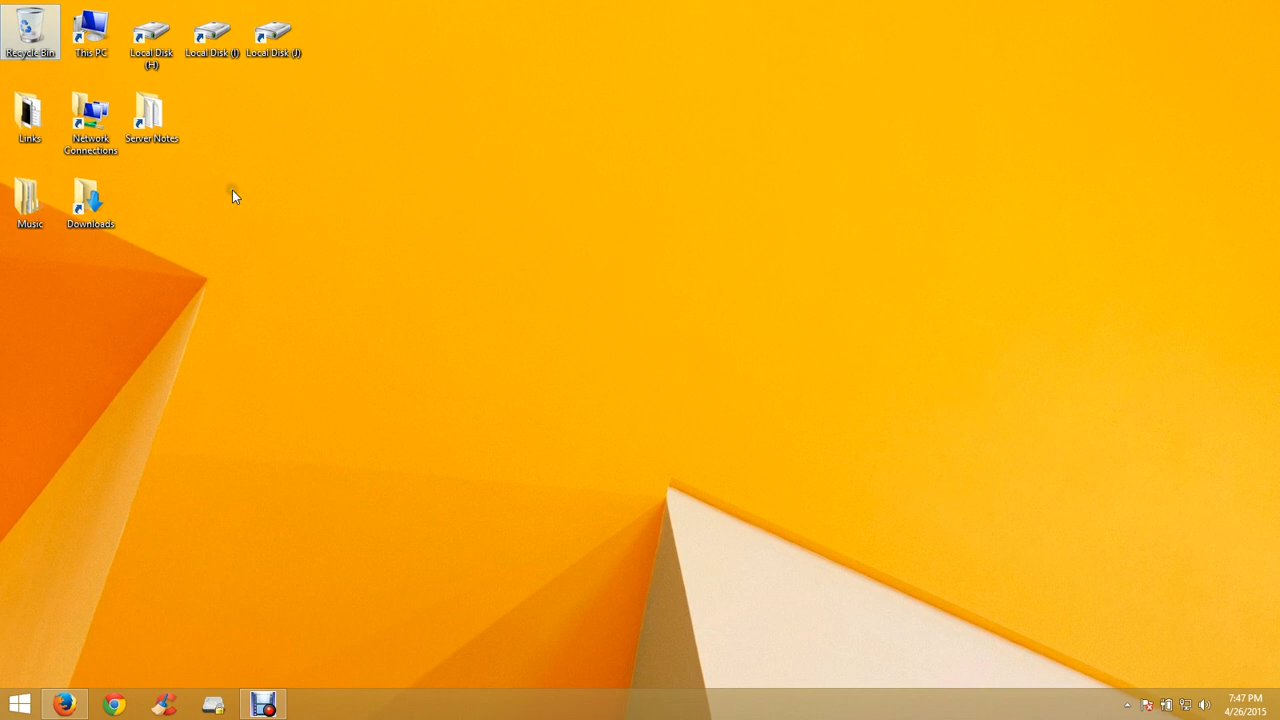 Recycle Bin
This PC
Local Disk
(H)
Local Disk (I)
Local Disk (J)
Links
Network
Connections
Server Notes
Music
Downloads
7:47 PM
4/26/2015